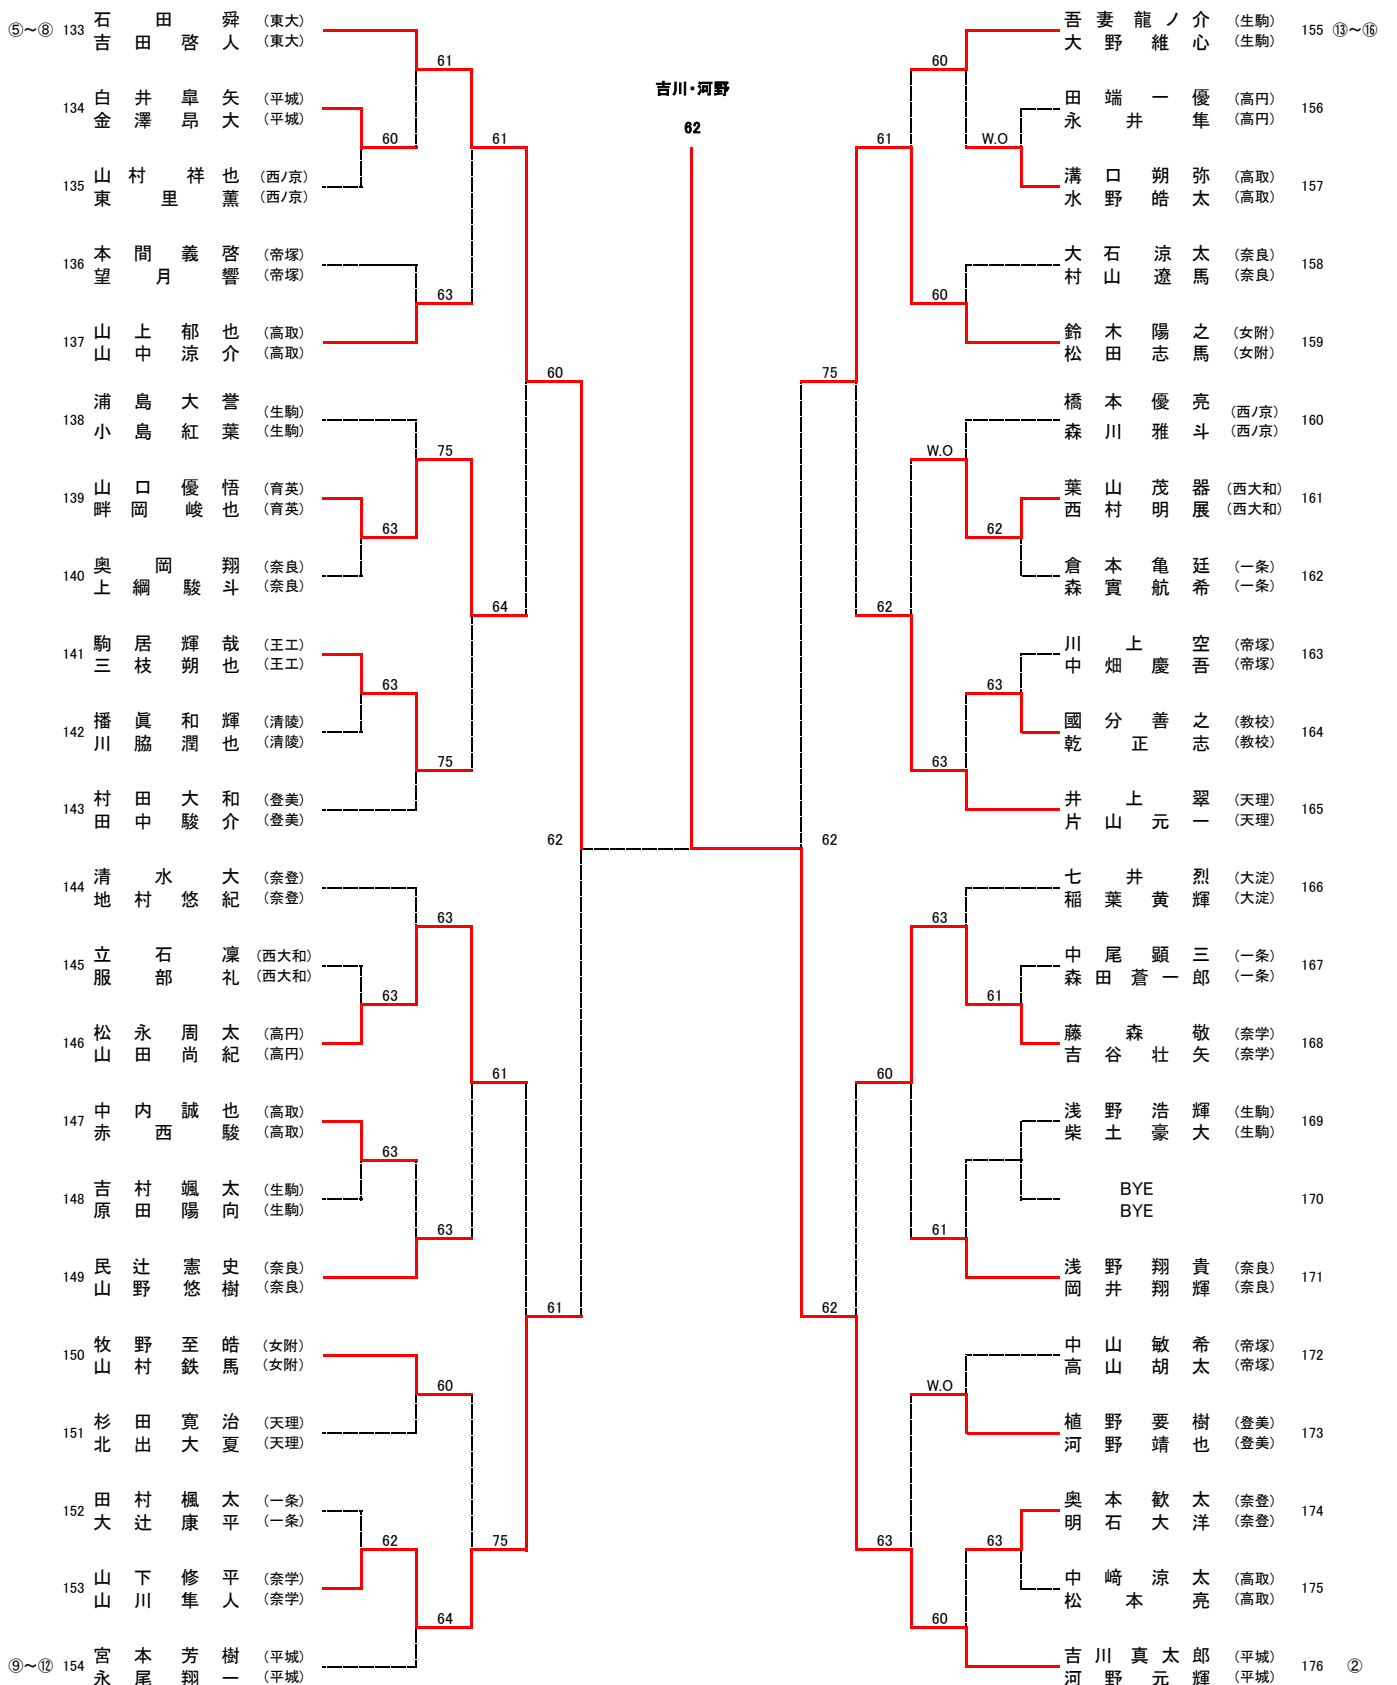 ⑤～⑧ 133 石田舜 (東大)
吉田啓人 (東大)
61
134 白井皐矢 (平城)
金澤昂大 (平城)
60
61
135 山村祥也 (西ノ京)
東里薫 (西ノ京)
136 本間義啓 (帝塚)
望月響 (帝塚)
63
137 山上郁也 (高取)
山中涼介 (高取)
60
138 浦島大誉 (生駒)
小島紅葉 (生駒)
75
139 山口優悟 (育英)
畔岡峻也 (育英)
63
140 奥岡翔 (奈良)
上綱駿斗 (奈良)
64
141 駒居輝哉 (王工)
三枝朔也 (王工)
63
142 播眞和輝 (清陵)
川脇潤也 (清陵)
75
143 村田大和 (登美)
田中駿介 (登美)
62
144 清水大 (奈登)
地村悠紀 (奈登)
63
145 立石凜 (西大和)
服部礼 (西大和)
63
146 松永周太 (高円)
山田尚紀 (高円)
61
147 中内誠也 (高取)
赤西駿 (高取)
63
148 吉村颯太 (生駒)
原田陽向 (生駒)
63
149 民辻憲史 (奈良)
山野悠樹 (奈良)
61
150 牧野至皓 (女附)
山村鉄馬 (女附)
60
151 杉田寛治 (天理)
北出大夏 (天理)
152 田村楓太 (一条)
大辻康平 (一条)
62
75
153 山下修平 (奈学)
山川隼人 (奈学)
64
⑨～⑫ 154 宮本芳樹 (平城)
永尾翔一 (平城)
吉川・河野
62
吾妻龍ノ介 (生駒) 155 ⑬～⑯
大野維心 (生駒)
60
田端一優 (高円) 156
永井隼 (高円)
W.O
61
溝口朔弥 (高取) 157
水野皓太 (高取)
大石涼太 (奈良) 158
村山遼馬 (奈良)
60
鈴木陽之 (女附) 159
松田志馬 (女附)
75
橋本優亮 (西ノ京) 160
森川雅斗 (西ノ京)
W.O
葉山茂器 (西大和) 161
西村明展 (西大和)
62
倉本亀廷 (一条) 162
森實航希 (一条)
62
川上空 (帝塚) 163
中畑慶吾 (帝塚)
63
國分善之 (教校) 164
乾正志 (教校)
63
井上翠 (天理) 165
片山元一 (天理)
62
七井烈 (大淀) 166
稲葉黄輝 (大淀)
63
中尾顕三 (一条) 167
森田蒼一郎 (一条)
61
藤森敬 (奈学) 168
吉谷壮矢 (奈学)
60
浅野浩輝 (生駒) 169
柴土豪大 (生駒)
BYE 170
BYE
61
浅野翔貴 (奈良) 171
岡井翔輝 (奈良)
62
中山敏希 (帝塚) 172
高山胡太 (帝塚)
W.O
植野要樹 (登美) 173
河野靖也 (登美)
奥本歓太 (奈登) 174
明石大洋 (奈登)
63
63
中﨑涼太 (高取) 175
松本亮 (高取)
60
吉川真太郎 (平城) 176 ②
河野元輝 (平城)